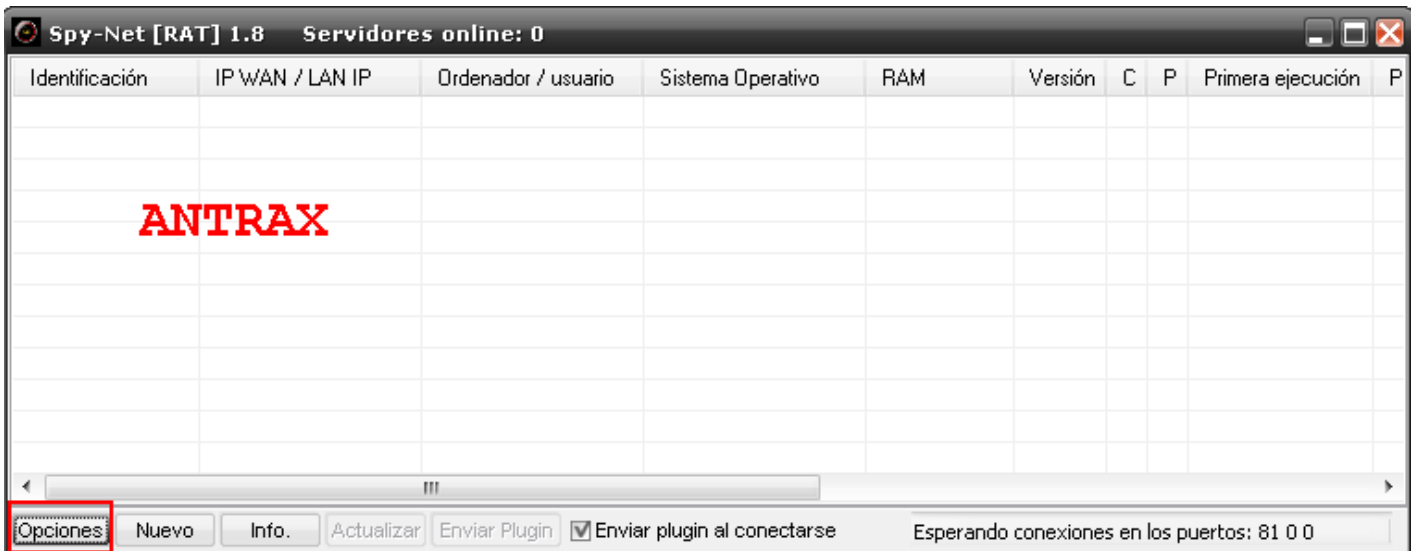 Spy-Net [RAT] 1.8 Servidores online: 0
Identificación IP WAN / LAN IP Ordenador / usuario Sistema Operativo RAM Versión C P Primera ejecución P
ANTRAX
Opciones Nuevo Info. Actualizar Enviar Plugin Enviar plugin al conectarse Esperando conexiones en los puertos: 81 0 0